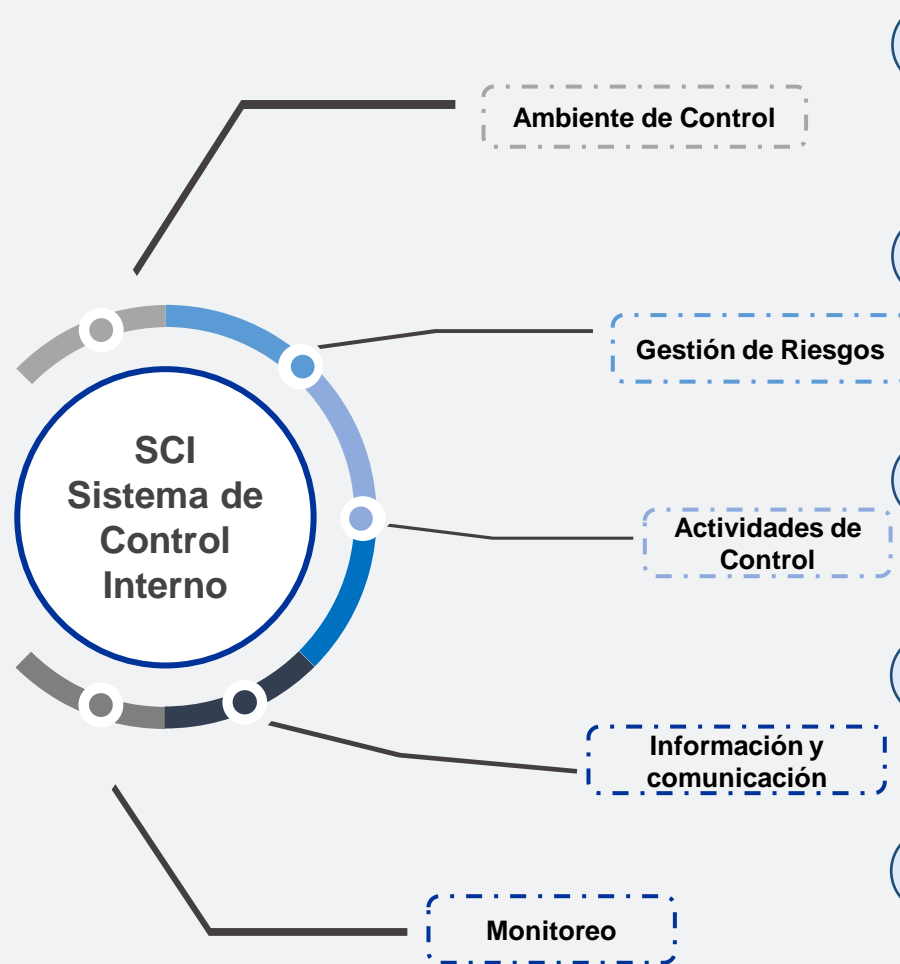 Ambiente de Control
Gestión de Riesgos
SCI
Sistema de
Control
Interno
Actividades de
Control
Información y
comunicación
Monitoreo